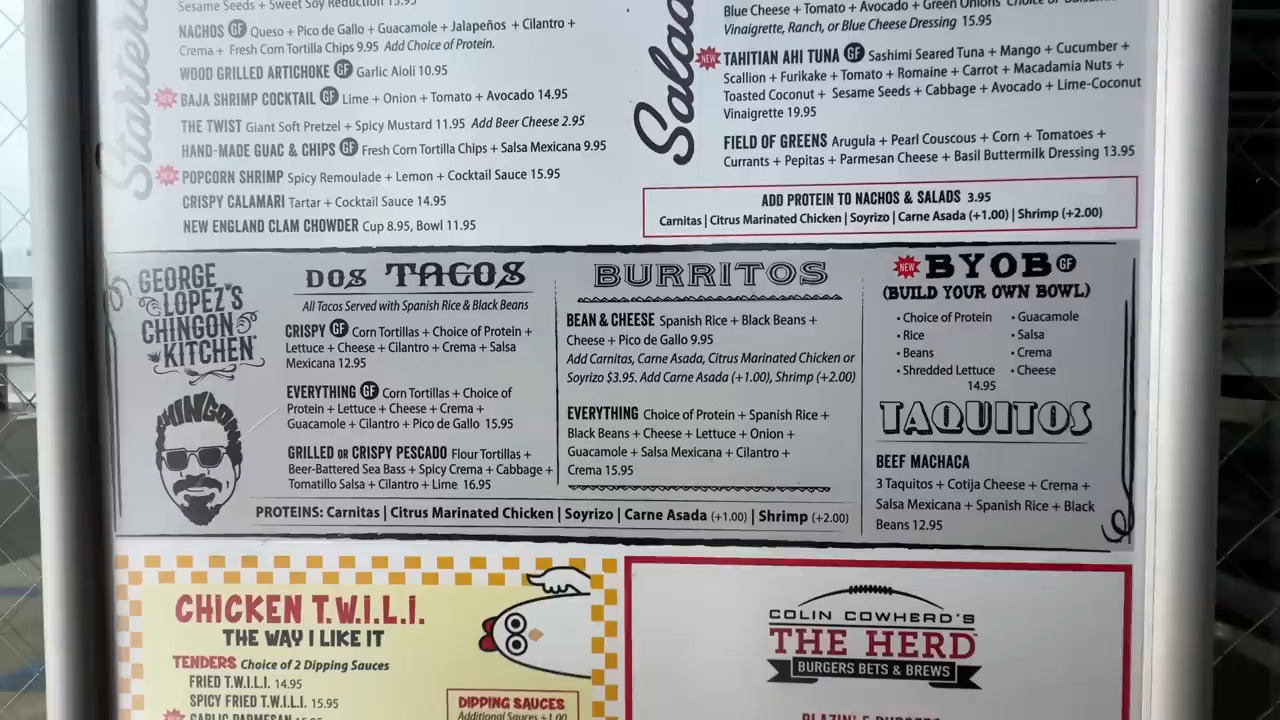 Starters
Sesame Seeds + Sweet Soy Reduction 15.95
NACHOS GF Queso + Pico de Gallo + Guacamole + Jalapeños + Cilantro +
Crema + Fresh Corn Tortilla Chips 9.95 Add Choice of Protein.
WOOD GRILLED ARTICHOKE GF Garlic Aioli 10.95
NEW BAJA SHRIMP COCKTAIL GF Lime + Onion + Tomato + Avocado 14.95
THE TWIST Giant Soft Pretzel + Spicy Mustard 11.95 Add Beer Cheese 2.95
HAND-MADE GUAC & CHIPS GF Fresh Corn Tortilla Chips + Salsa Mexicana 9.95
NEW POPCORN SHRIMP Spicy Remoulade + Lemon + Cocktail Sauce 15.95
CRISPY CALAMARI Tartar + Cocktail Sauce 14.95
NEW ENGLAND CLAM CHOWDER Cup 8.95, Bowl 11.95
Salad
Blue Cheese + Tomato + Avocado + Green Onions Choice of
Vinaigrette, Ranch, or Blue Cheese Dressing 15.95
NEW TAHITIAN AHI TUNA GF Sashimi Seared Tuna + Mango + Cucumber +
Scallion + Furikake + Tomato + Romaine + Carrot + Macadamia Nuts +
Toasted Coconut + Sesame Seeds + Cabbage + Avocado + Lime-Coconut
Vinaigrette 19.95
FIELD OF GREENS Arugula + Pearl Couscous + Corn + Tomatoes +
Currants + Pepitas + Parmesan Cheese + Basil Buttermilk Dressing 13.95
ADD PROTEIN TO NACHOS & SALADS 3.95
Carnitas | Citrus Marinated Chicken | Soyrizo | Carne Asada (+1.00) | Shrimp (+2.00)
GEORGE
LOPEZ'S
CHINGON
KITCHEN
CHINGON
DOS TACOS
All Tacos Served with Spanish Rice & Black Beans
CRISPY GF Corn Tortillas + Choice of Protein +
Lettuce + Cheese + Cilantro + Crema + Salsa
Mexicana 12.95
EVERYTHING GF Corn Tortillas + Choice of
Protein + Lettuce + Cheese + Crema +
Guacamole + Cilantro + Pico de Gallo 15.95
GRILLED OR CRISPY PESCADO Flour Tortillas +
Beer-Battered Sea Bass + Spicy Crema + Cabbage +
Tomatillo Salsa + Cilantro + Lime 16.95
BURRITOS
BEAN & CHEESE Spanish Rice + Black Beans +
Cheese + Pico de Gallo 9.95
Add Carnitas, Carne Asada, Citrus Marinated Chicken or
Soyrizo $3.95. Add Carne Asada (+1.00), Shrimp (+2.00)
EVERYTHING Choice of Protein + Spanish Rice +
Black Beans + Cheese + Lettuce + Onion +
Guacamole + Salsa Mexicana + Cilantro +
Crema 15.95
PROTEINS: Carnitas | Citrus Marinated Chicken | Soyrizo | Carne Asada (+1.00) | Shrimp (+2.00)
NEW BYOB GF
(BUILD YOUR OWN BOWL)
• Choice of Protein
• Rice
• Beans
• Shredded Lettuce
• Guacamole
• Salsa
• Crema
• Cheese
14.95
TAQUITOS
BEEF MACHACA
3 Taquitos + Cotija Cheese + Crema +
Salsa Mexicana + Spanish Rice + Black
Beans 12.95
CHICKEN T.W.I.L.I.
THE WAY I LIKE IT
TENDERS Choice of 2 Dipping Sauces
FRIED T.W.I.L.I. 14.95
SPICY FRIED T.W.I.L.I. 15.95
GARLIC PARMESAN
DIPPING SAUCES
Additional Sauces +1.00
COLIN COWHERD'S
THE HERD
BURGERS BETS & BREWS